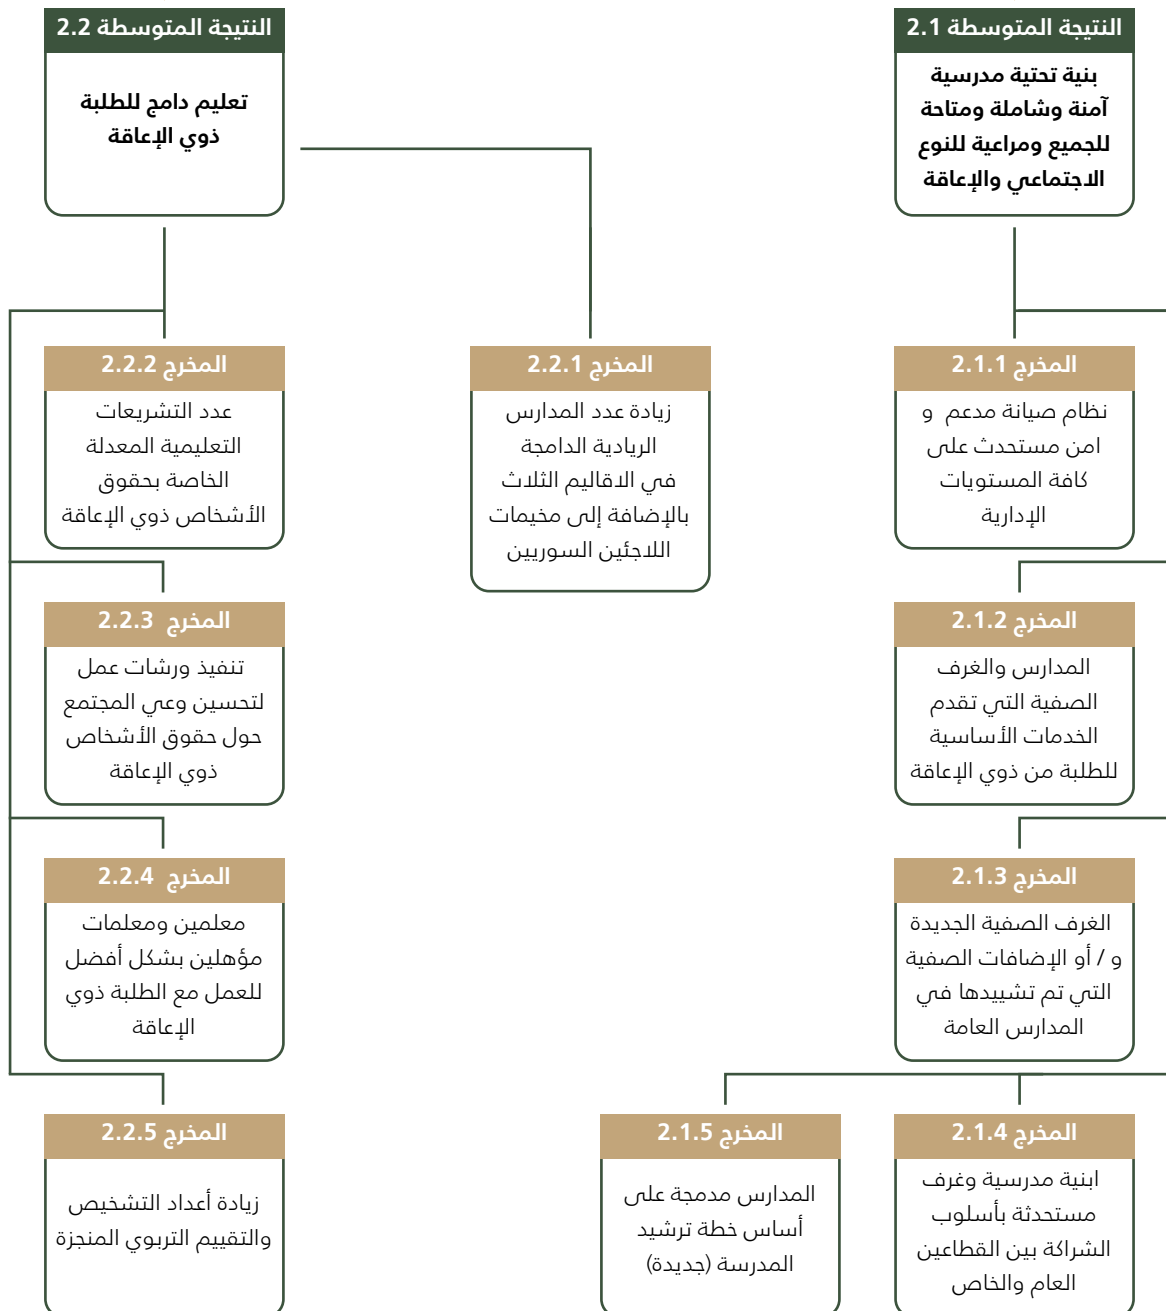 النتيجة المتوسطة 2.1
بنية تحتية مدرسية
آمنة وشاملة ومتاحة
للجميع ومراعية للنوع
الاجتماعي والإعاقة
المخرج 2.1.1
نظام صيانة مدعم و
امن مستحدث على
كافة المستويات
الإدارية
المخرج 2.1.2
المدارس والغرف
الصفية التي تقدم
الخدمات الأساسية
للطلبة من ذوي الإعاقة
المخرج 2.1.3
الغرف الصفية الجديدة
و / أو الإضافات الصفية
التي تم تشييدها في
المدارس العامة
المخرج 2.1.4
ابنية مدرسية وغرف
مستحدثة بأسلوب
الشراكة بين القطاعين
العام والخاص
المخرج 2.1.5
المدارس مدمجة على
أساس خطة ترشيد
المدرسة (جديدة)
النتيجة المتوسطة 2.2
تعليم دامج للطلبة
ذوي الإعاقة
المخرج 2.2.1
زيادة عدد المدارس
الريادية الدامجة
في الاقاليم الثلاث
بالإضافة إلى مخيمات
اللاجئين السوريين
المخرج 2.2.2
عدد التشريعات
التعليمية المعدلة
الخاصة بحقوق
الأشخاص ذوي الإعاقة
المخرج 2.2.3
تنفيذ ورشات عمل
لتحسين وعي المجتمع
حول حقوق الأشخاص
ذوي الإعاقة
المخرج 2.2.4
معلمين ومعلمات
مؤهلين بشكل أفضل
للعمل مع الطلبة ذوي
الإعاقة
المخرج 2.2.5
زيادة أعداد التشخيص
والتقييم التربوي المنجزة